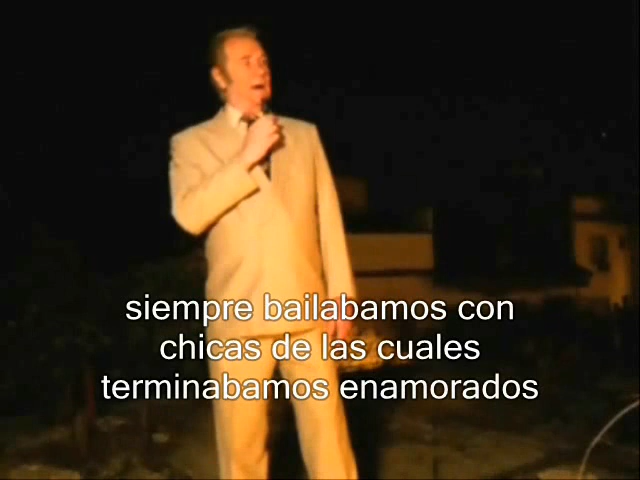 siempre bailabamos con
chicas de las cuales
terminabamos enamorados